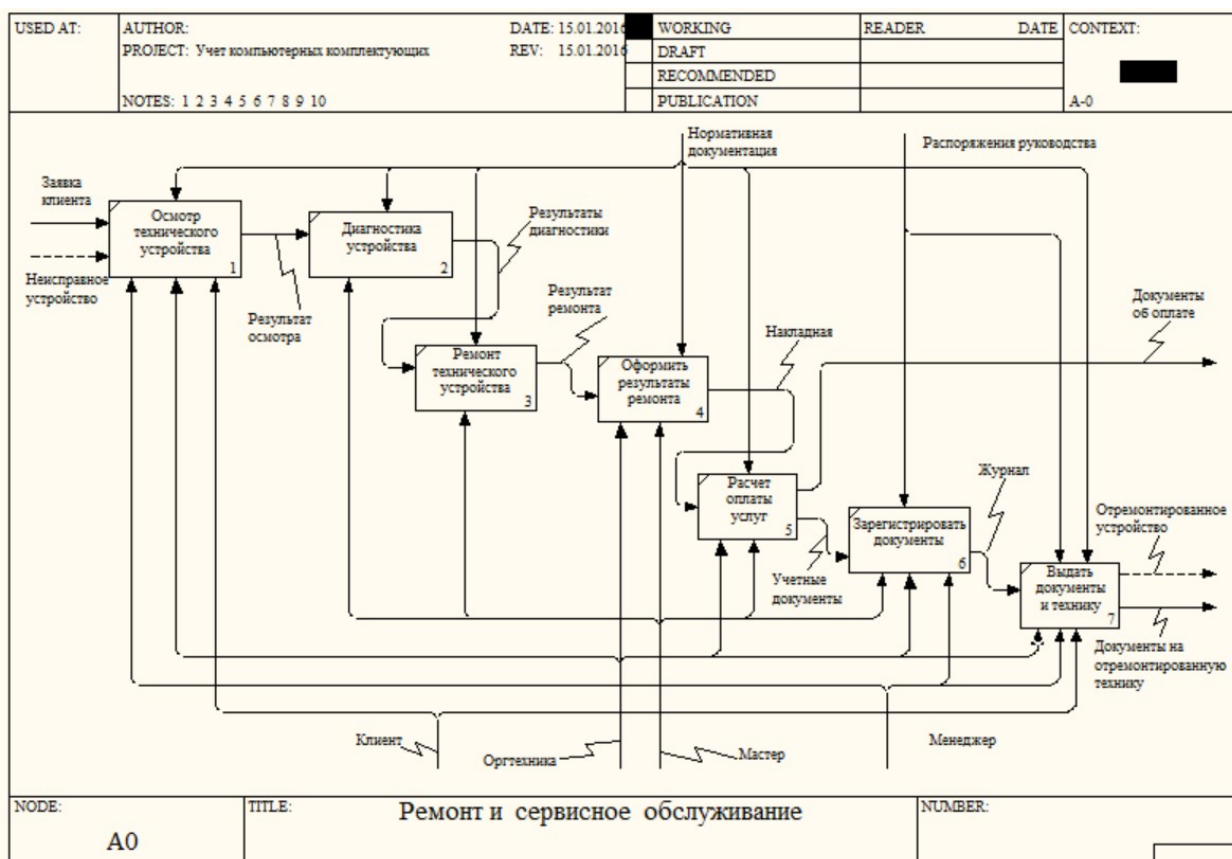 USED AT:
AUTHOR:
DATE: 15.01.2016
PROJECT: Учет компьютерных комплектующих
REV: 15.01.2016
NOTES: 1 2 3 4 5 6 7 8 9 10
WORKING
DRAFT
RECOMMENDED
PUBLICATION
READER
DATE
CONTEXT:
A-0
Нормативная
документация
Распоряжения руководства
Заявка
клиента
Неисправное
устройство
Осмотр
технического
устройства
1
Результат
осмотра
Диагностика
устройства
2
Результаты
диагностики
Ремонт
технического
устройства
3
Результат
ремонта
Оформить
результаты
ремонта
4
Накладная
Документы
об оплате
Расчет
оплаты
услуг
5
Учетные
документы
Зарегистрировать
документы
6
Журнал
Выдать
документы
и технику
7
Отремонтированное
устройство
Документы на
отремонтированную
технику
Клиент
Оргтехника
Мастер
Менеджер
NODE:
A0
TITLE:
Ремонт и сервисное обслуживание
NUMBER: